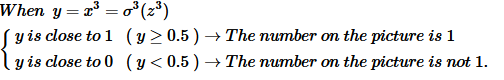 When y = x³ = σ³(z³)
{ y is close to 1 ( y ≥ 0.5 ) → The number on the picture is 1
y is close to 0 ( y < 0.5 ) → The number on the picture is not 1.